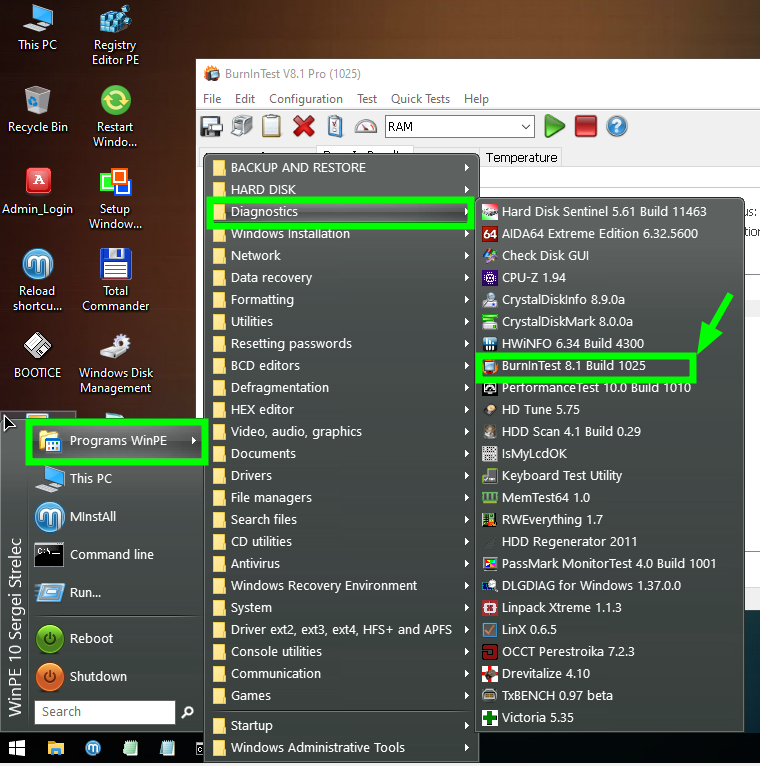 This PC
Registry
Editor PE
Recycle Bin
Restart
Windo...
Admin_Login
Setup
Window...
Reload
shortcu...
Total
Commander
BOOTICE
Windows Disk
Management
BurnInTest V8.1 Pro (1025)
File Edit Configuration Test Quick Tests Help
RAM
Temperature
BACKUP AND RESTORE
HARD DISK
Diagnostics
Windows Installation
Network
Data recovery
Formatting
Utilities
Resetting passwords
BCD editors
Defragmentation
HEX editor
Video, audio, graphics
Documents
Drivers
File managers
Search files
CD utilities
Antivirus
Windows Recovery Environment
System
Driver ext2, ext3, ext4, HFS+ and APFS
Console utilities
Communication
Games
Startup
Windows Administrative Tools
Hard Disk Sentinel 5.61 Build 11463
64 AIDA64 Extreme Edition 6.32.5600
Check Disk GUI
CPU-Z 1.94
CrystalDiskInfo 8.9.0a
CrystalDiskMark 8.0.0a
HWiNFO 6.34 Build 4300
BurnInTest 8.1 Build 1025
PerformanceTest 10.0 Build 1010
HD Tune 5.75
HDD Scan 4.1 Build 0.29
IsMyLcdOK
Keyboard Test Utility
MemTest64 1.0
RWEverything 1.7
HDD Regenerator 2011
PassMark MonitorTest 4.0 Build 1001
DLGDIAG for Windows 1.37.0.0
Linpack Xtreme 1.1.3
LinX 0.6.5
OCCT Perestroika 7.2.3
Drevitalize 4.10
TxBENCH 0.97 beta
Victoria 5.35
Programs WinPE
This PC
MInstAll
Command line
Run...
Reboot
Shutdown
Search
WinPE 10 Sergei Strelec